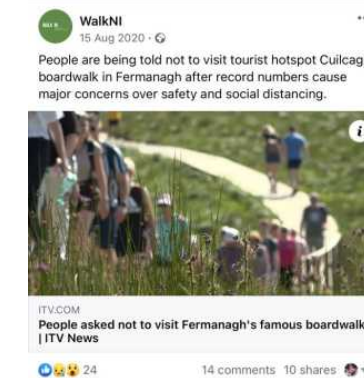 WalkNI
15 Aug 2020 ·
People are being told not to visit tourist hotspot Cuilcag
boardwalk in Fermanagh after record numbers cause
major concerns over safety and social distancing.
i
ITV.COM
People asked not to visit Fermanagh's famous boardwalk
| ITV News
24
14 comments 10 shares